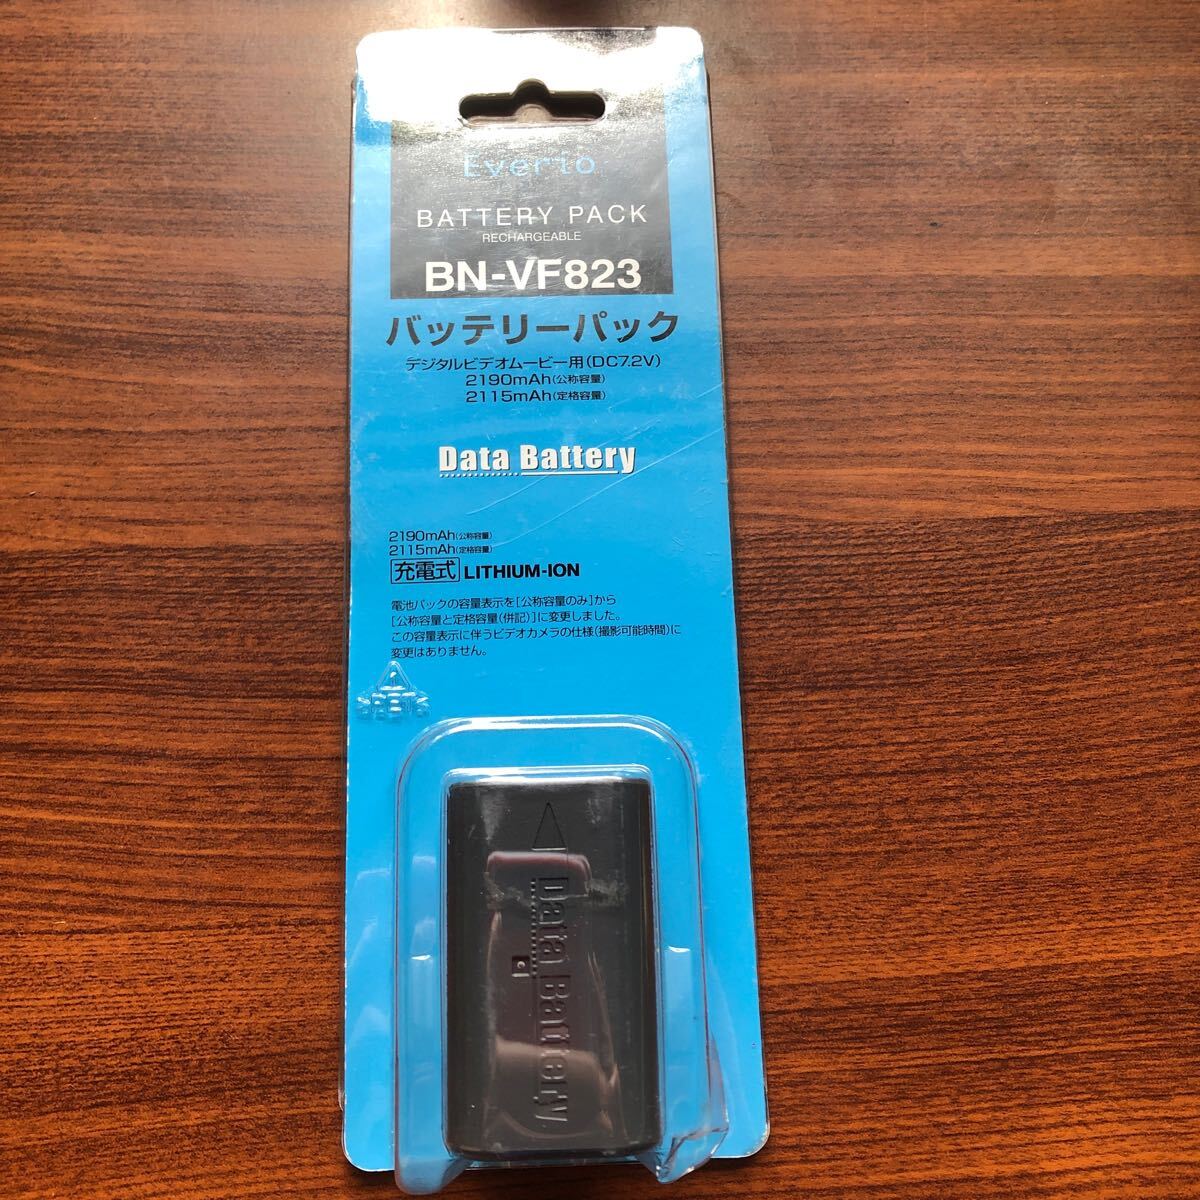 Everio
BATTERY PACK
RECHARGEABLE
BN-VF823
バッテリーパック
デジタルビデオムービー用(DC7.2V)
2190mAh(公称容量)
2115mAh(定格容量)
Data Battery
2190mAh(公称容量)
2115mAh(定格容量)
充電式 LITHIUM-ION
電池パックの容量表示を[公称容量のみ]から
[公称容量と定格容量(併記)]に変更しました。
この容量表示に伴うビデオカメラの仕様(撮影可能時間)に
変更はありません。
Data Battery